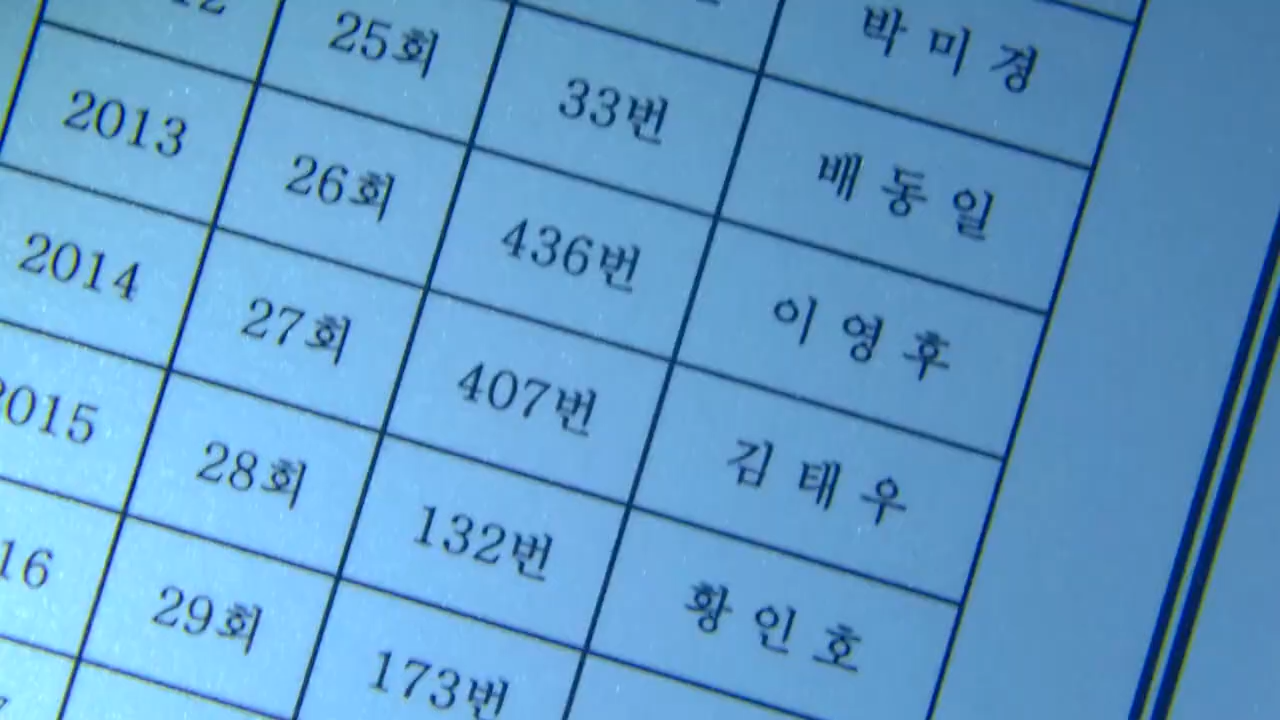 박 미 경
12 25회 33번 배 동 일
2013 26회 436번 이 영 후
2014 27회 407번 김 태 우
2015 28회 132번 황 인 호
16 29회 173번